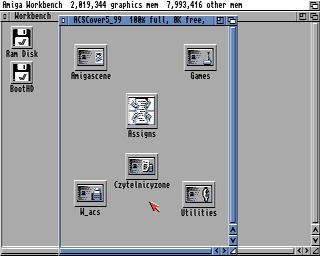 Amiga Workbench 2,019,344 graphics mem 7,993,416 other mem
Workbench
ACSCover5_99 100% full, 0K free,
Ram Disk
BootHD
Amigascene
Games
Assigns
Czytelnicyzone
W_acs
Utilities